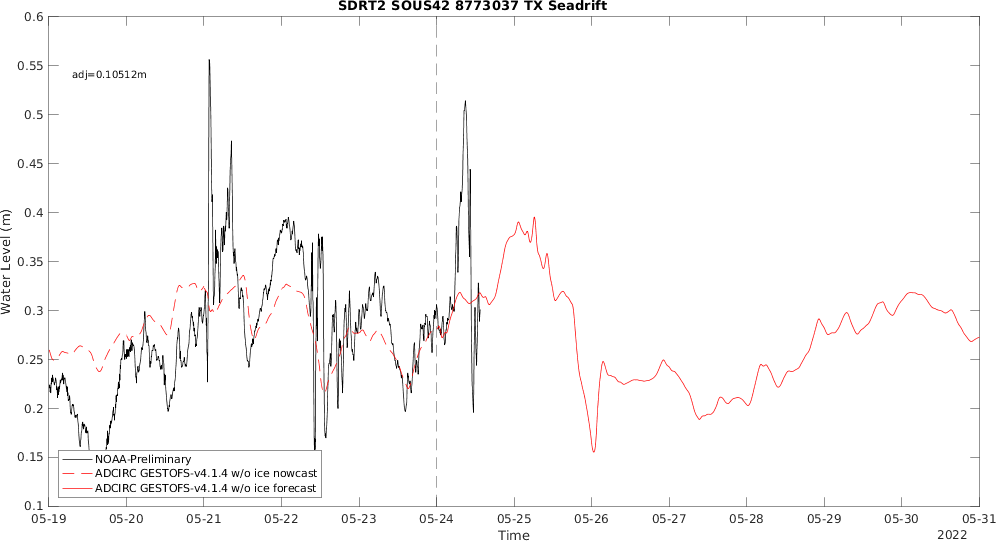 SDRT2 SOUS42 8773037 TX Seadrift
0.6
0.55
adj=0.10512m
0.5
0.45
0.4
0.35
Water Level (m)
0.3
0.25
0.2
0.15
NOAA-Preliminary
ADCIRC GESTOFS-v4.1.4 w/o ice nowcast
ADCIRC GESTOFS-v4.1.4 w/o ice forecast
0.1
05-19 05-20 05-21 05-22 05-23 05-24 05-25 05-26 05-27 05-28 05-29 05-30 05-31
Time
2022